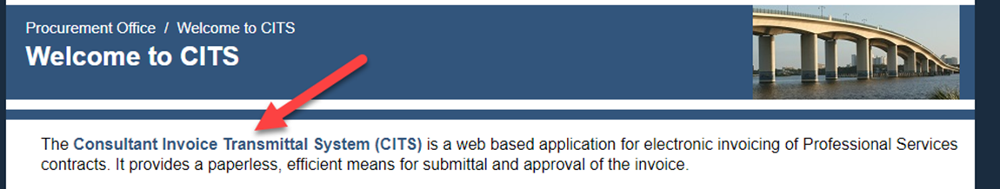 Procurement Office / Welcome to CITS
Welcome to CITS
The Consultant Invoice Transmittal System (CITS) is a web based application for electronic invoicing of Professional Services
contracts. It provides a paperless, efficient means for submittal and approval of the invoice.